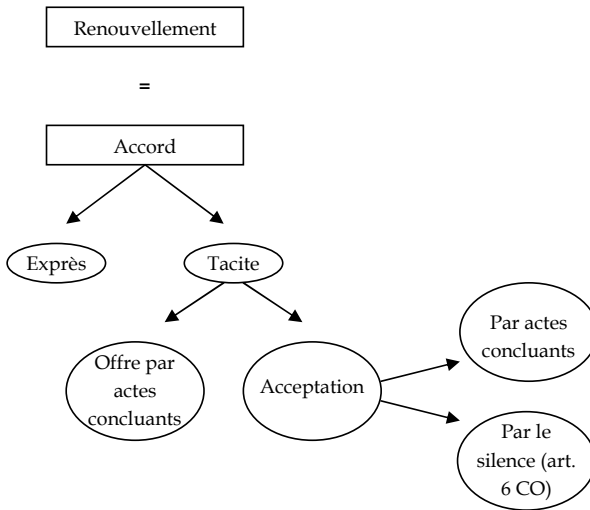 Renouvellement
=
Accord
Exprès
Tacite
Offre par
actes
concluants
Acceptation
Par actes
concluants
Par le
silence (art.
6 CO)